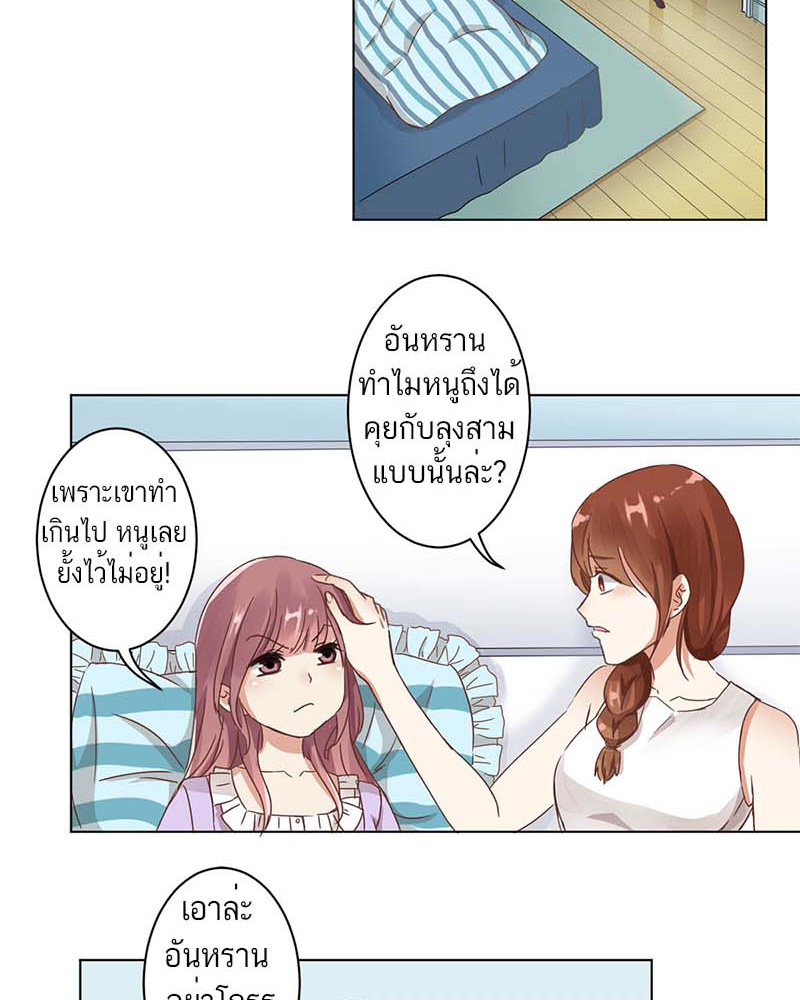 อันหราน
ทำไมหนูถึงได้
คุยกับลุงสาม
แบบนั้นล่ะ?
เพราะเขาทำ
เกินไป หนูเลย
ยั้งไว้ไม่อยู่!
เอาล่ะ
อันหราน